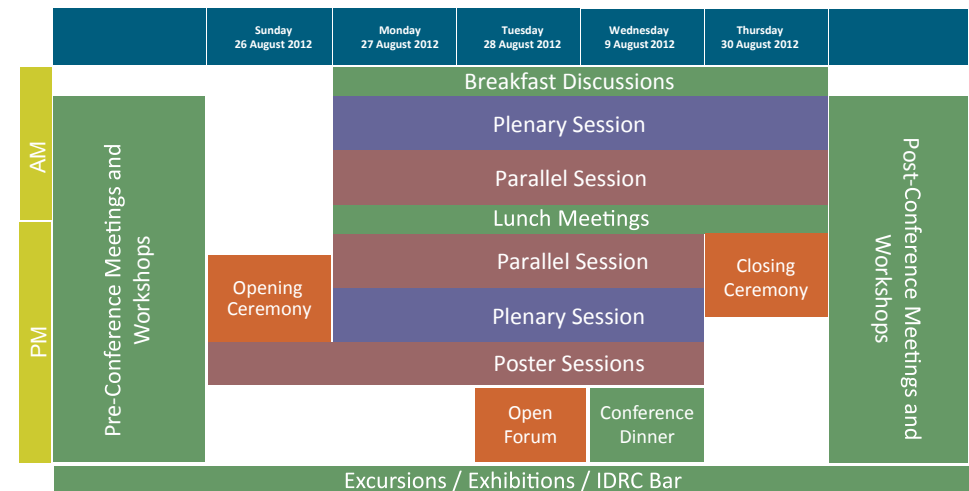 Sunday
26 August 2012
Monday
27 August 2012
Tuesday
28 August 2012
Wednesday
9 August 2012
Thursday
30 August 2012
AM
PM
Pre-Conference Meetings and
Workshops
Breakfast Discussions
Plenary Session
Parallel Session
Lunch Meetings
Opening
Ceremony
Parallel Session
Closing
Ceremony
Plenary Session
Poster Sessions
Open
Forum
Conference
Dinner
Post-Conference Meetings and
Workshops
Excursions / Exhibitions / IDRC Bar